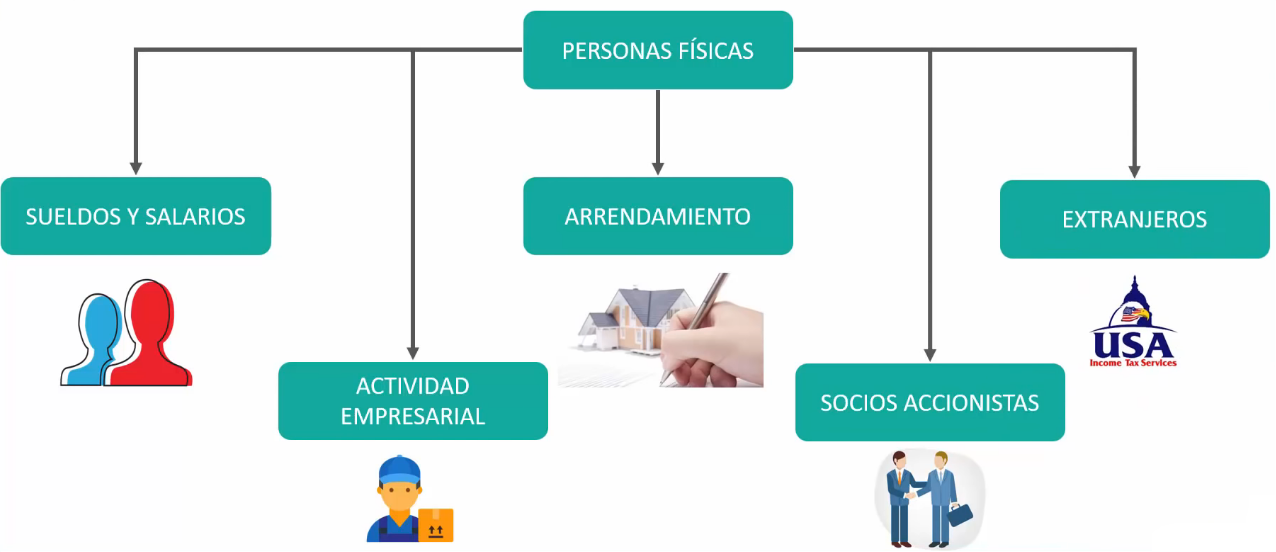 PERSONAS FÍSICAS
SUELDOS Y SALARIOS
ARRENDAMIENTO
EXTRANJEROS
USA
Income Tax Services
ACTIVIDAD
EMPRESARIAL
SOCIOS ACCIONISTAS